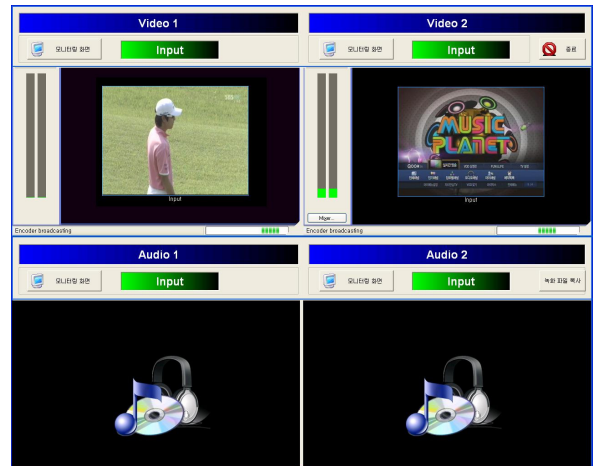 Video 1
Video 2
모니터링 화면
Input
모니터링 화면
Input
종료
SBS
Input
MUSIC
PLANET
Input
Mixer...
Encoder broadcasting
Encoder broadcasting
Audio 1
Audio 2
모니터링 화면
Input
모니터링 화면
Input
녹화 파일 복사